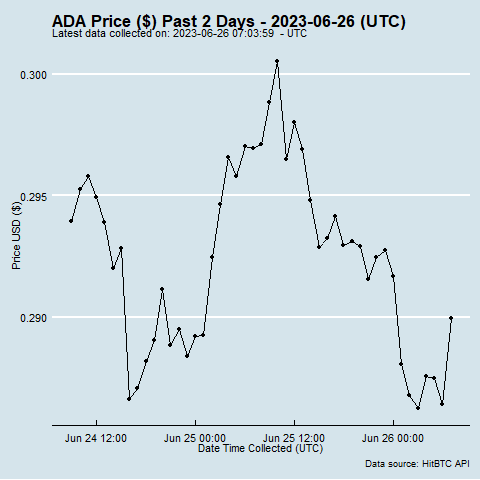 ADA Price ($) Past 2 Days - 2023-06-26 (UTC)
Latest data collected on: 2023-06-26 07:03:59  - UTC
0.300
0.295
0.290
Price USD ($)
Jun 24 12:00
Jun 25 00:00
Jun 25 12:00
Jun 26 00:00
Date Time Collected (UTC)
Data source: HitBTC API